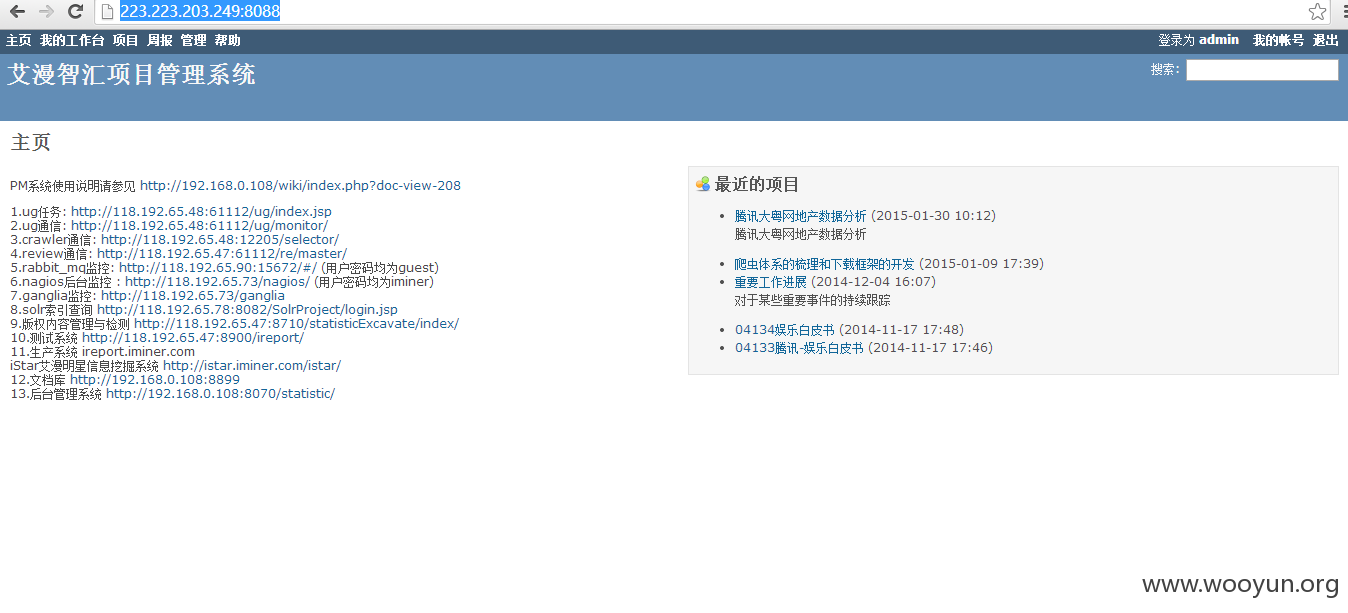 223.223.203.249:8088
主页 我的工作台 项目 周报 管理 帮助 登录为 admin 我的帐号 退出
艾漫智汇项目管理系统 搜索:
主页
PM系统使用说明请参见 http://192.168.0.108/wiki/index.php?doc-view-208
1.ug任务: http://118.192.65.48:61112/ug/index.jsp
2.ug通信: http://118.192.65.48:61112/ug/monitor/
3.crawler通信: http://118.192.65.48:12205/selector/
4.review通信: http://118.192.65.47:61112/re/master/
5.rabbit_mq监控: http://118.192.65.90:15672/#/ (用户密码均为guest)
6.nagios后台监控 : http://118.192.65.73/nagios/ (用户密码均为iminer)
7.ganglia监控: http://118.192.65.73/ganglia
8.solr索引查询 http://118.192.65.78:8082/SolrProject/login.jsp
9.版权内容管理与检测 http://118.192.65.47:8710/statisticExcavate/index/
10.测试系统 http://118.192.65.47:8900/ireport/
11.生产系统 ireport.iminer.com
iStar艾漫明星信息挖掘系统 http://istar.iminer.com/istar/
12.文档库 http://192.168.0.108:8899
13.后台管理系统 http://192.168.0.108:8070/statistic/
最近的项目
腾讯大粤网地产数据分析 (2015-01-30 10:12)
腾讯大粤网地产数据分析
爬虫体系的梳理和下载框架的开发 (2015-01-09 17:39)
重要工作进展 (2014-12-04 16:07)
对于某些重要事件的持续跟踪
04134娱乐白皮书 (2014-11-17 17:48)
04133腾讯-娱乐白皮书 (2014-11-17 17:46)
www.wooyun.org